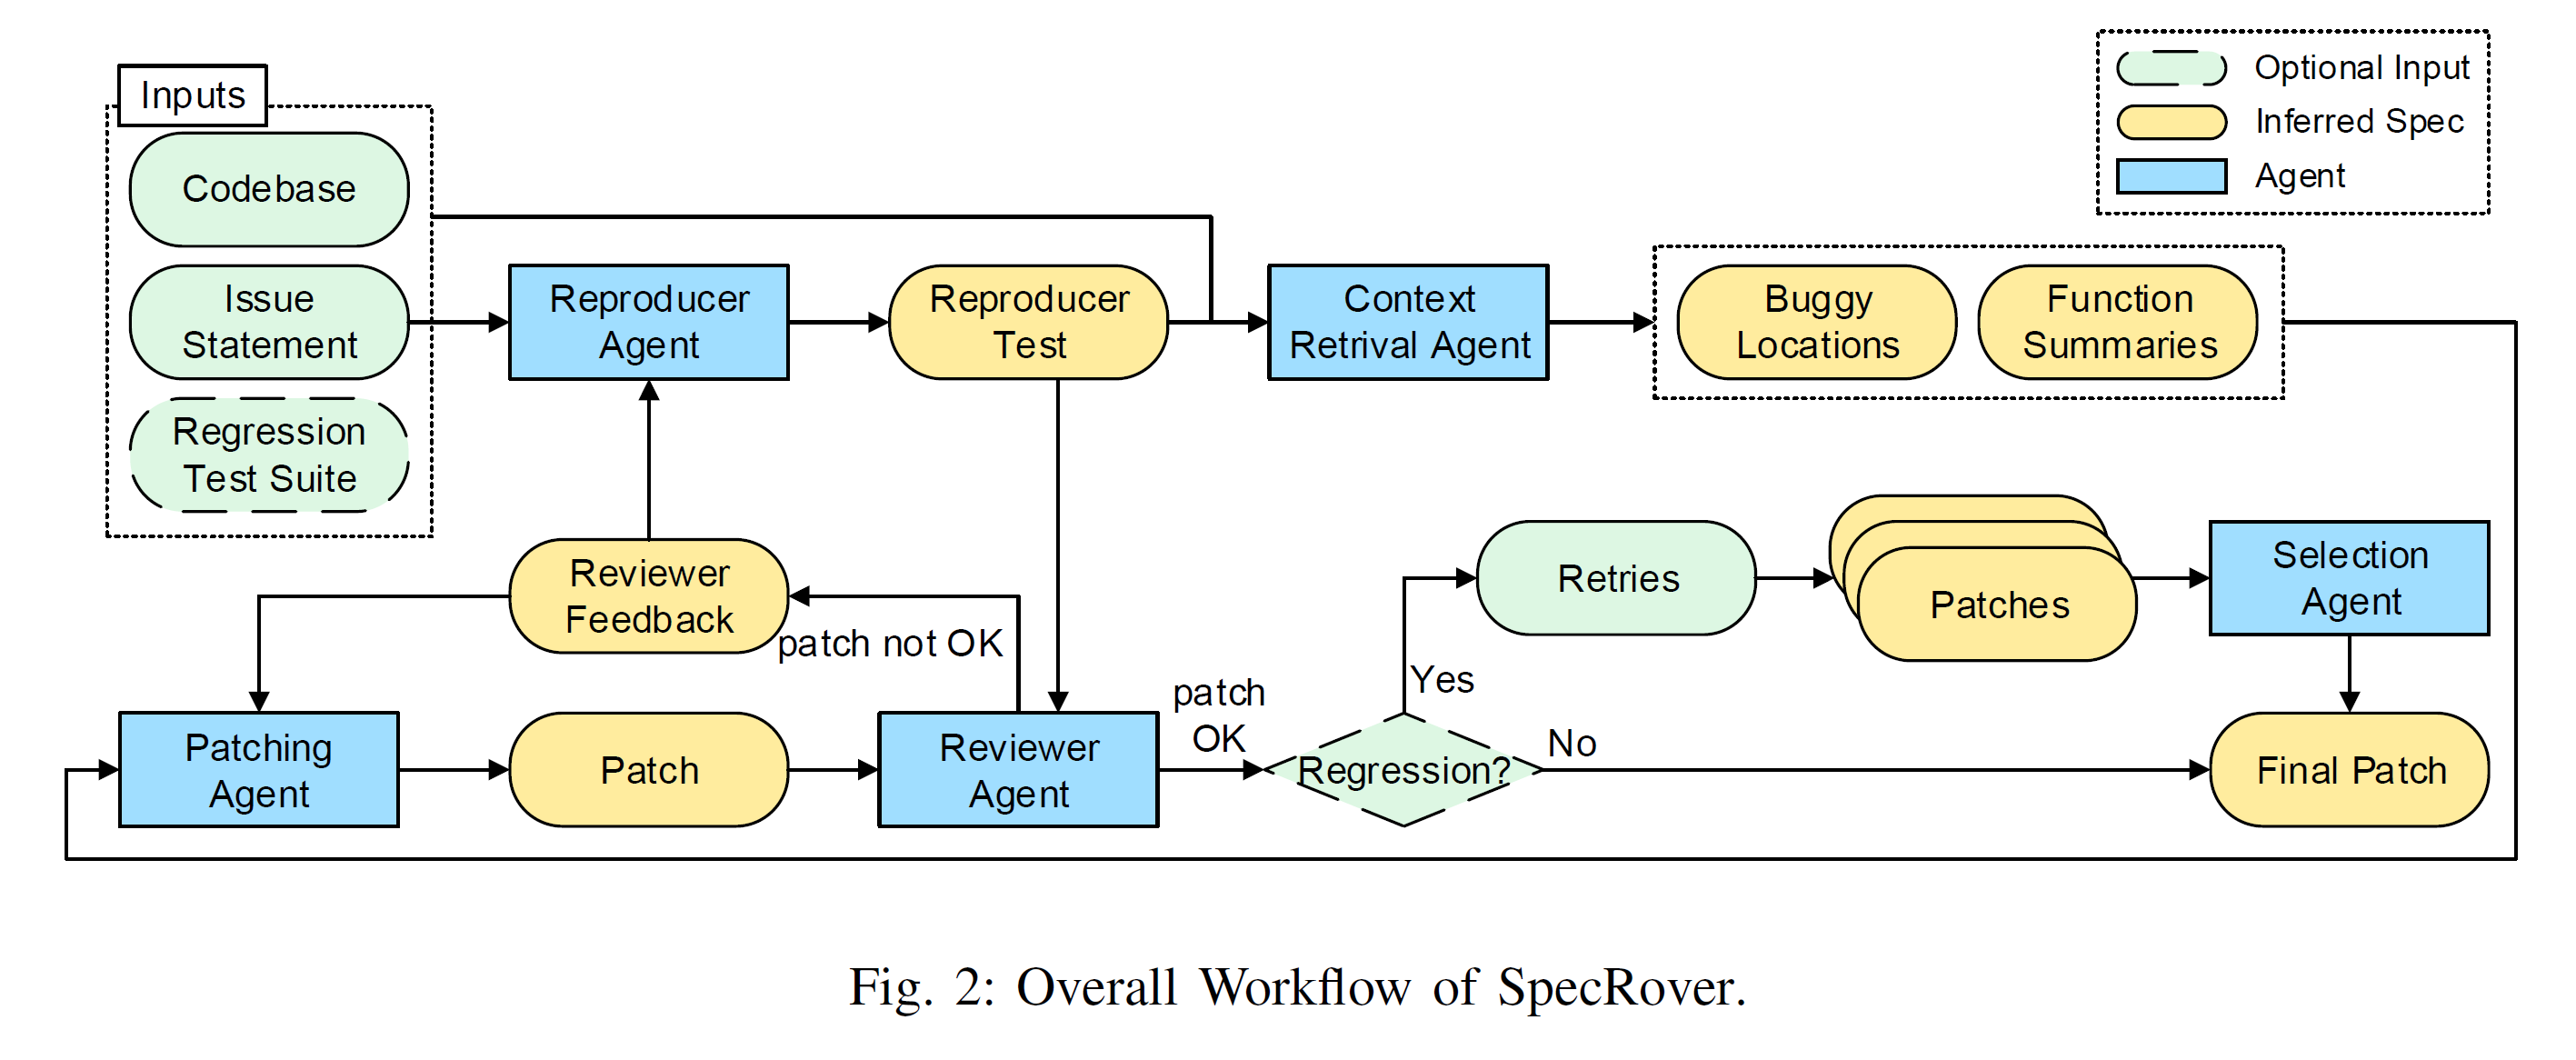 Inputs
Codebase
Issue
Statement
Regression
Test Suite
Optional Input
Inferred Spec
Agent
Reproducer
Agent
Reproducer
Test
Context
Retrival Agent
Buggy
Locations
Function
Summaries
Reviewer
Feedback
patch not OK
Patching
Agent
Patch
Reviewer
Agent
patch
OK
Regression?
Yes
No
Retries
Patches
Selection
Agent
Final Patch
Fig. 2: Overall Workflow of SpecRover.